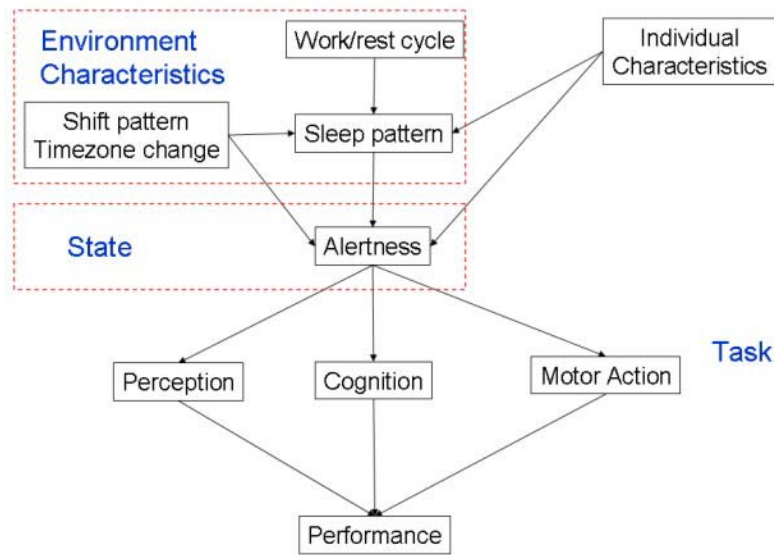 Environment
Characteristics
Work/rest cycle
Individual
Characteristics
Shift pattern
Timezone change
Sleep pattern
State
Alertness
Task
Perception
Cognition
Motor Action
Performance